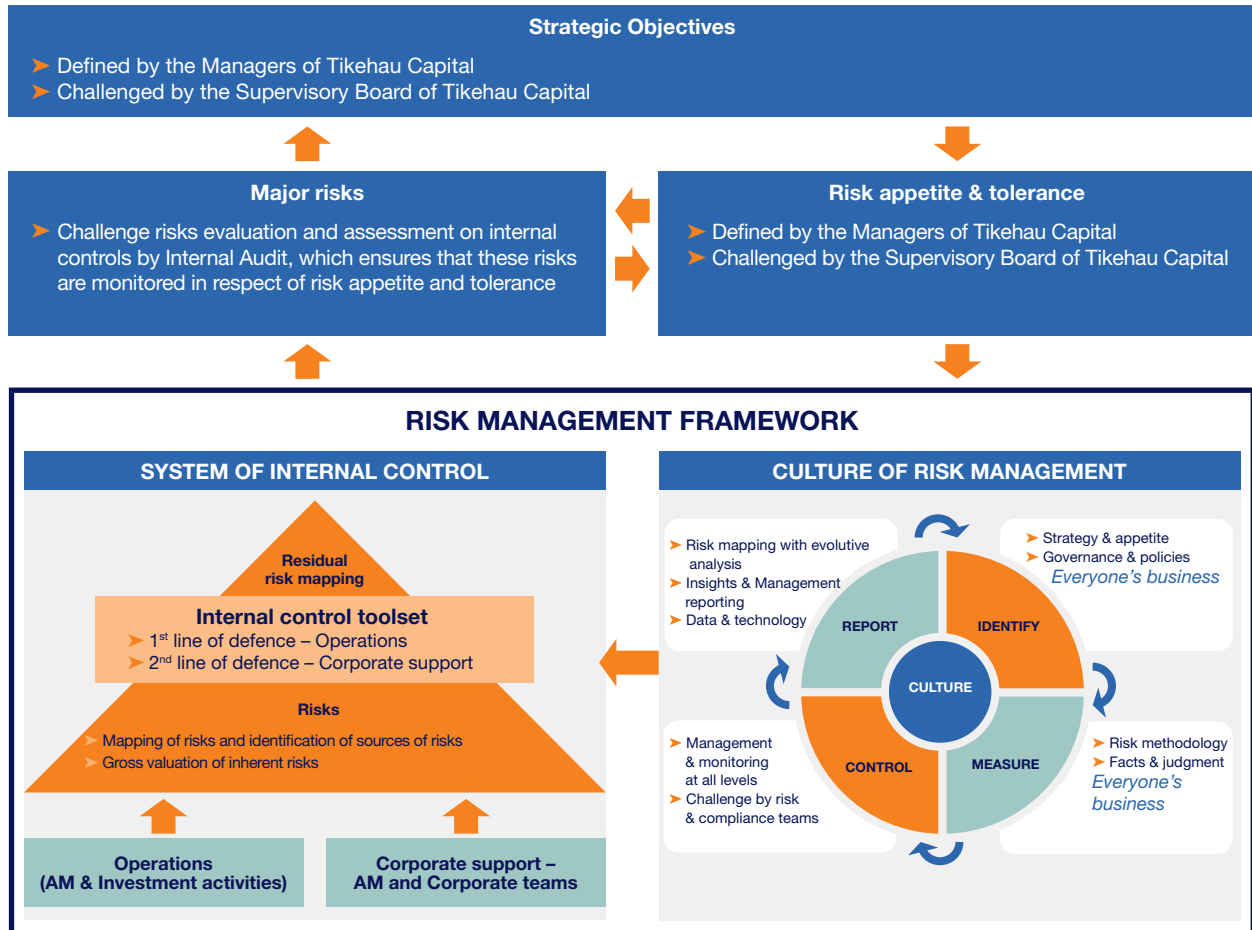 Strategic Objectives
➤ Defined by the Managers of Tikehau Capital
➤ Challenged by the Supervisory Board of Tikehau Capital
Major risks
➤ Challenge risks evaluation and assessment on internal
controls by Internal Audit, which ensures that these risks
are monitored in respect of risk appetite and tolerance
Risk appetite & tolerance
➤ Defined by the Managers of Tikehau Capital
➤ Challenged by the Supervisory Board of Tikehau Capital
RISK MANAGEMENT FRAMEWORK
SYSTEM OF INTERNAL CONTROL
Residual
risk mapping
Internal control toolset
➤ 1st line of defence – Operations
➤ 2nd line of defence – Corporate support
Risks
➤ Mapping of risks and identification of sources of risks
➤ Gross valuation of inherent risks
Operations
(AM & Investment activities)
Corporate support –
AM and Corporate teams
CULTURE OF RISK MANAGEMENT
➤ Risk mapping with evolutive
analysis
➤ Insights & Management
reporting
➤ Data & technology
➤ Strategy & appetite
➤ Governance & policies
Everyone’s business
REPORT
IDENTIFY
CULTURE
CONTROL
MEASURE
➤ Management
& monitoring
at all levels
➤ Challenge by risk
& compliance teams
➤ Risk methodology
➤ Facts & judgment
Everyone’s
business